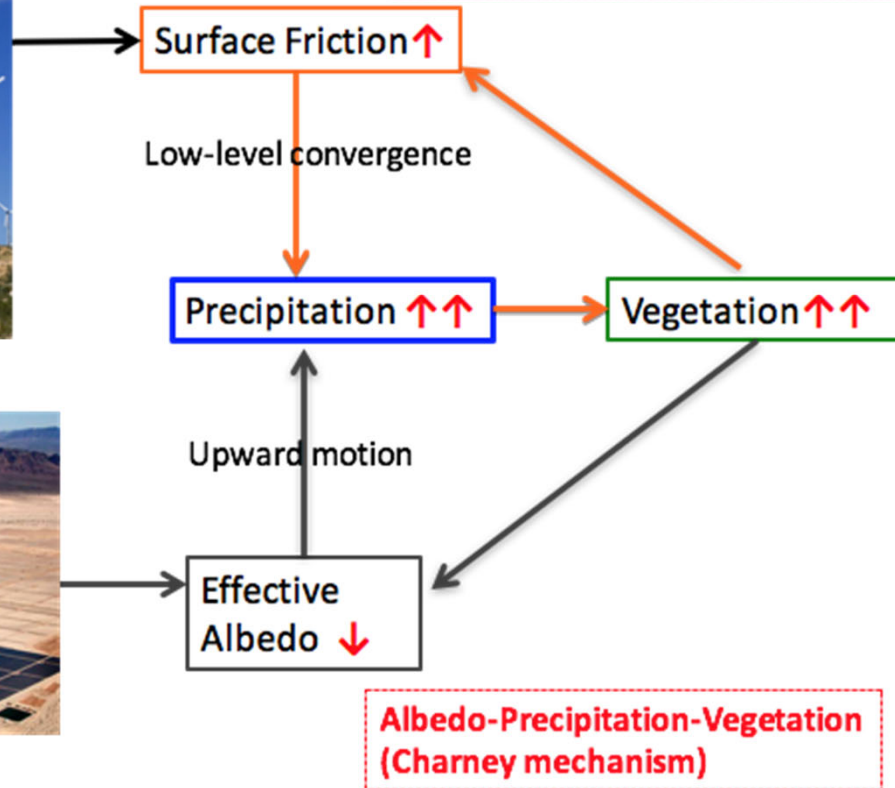 Surface Friction↑
Low-level convergence
Precipitation ↑↑
Vegetation↑↑
Upward motion
Effective
Albedo ↓
Albedo-Precipitation-Vegetation
(Charney mechanism)